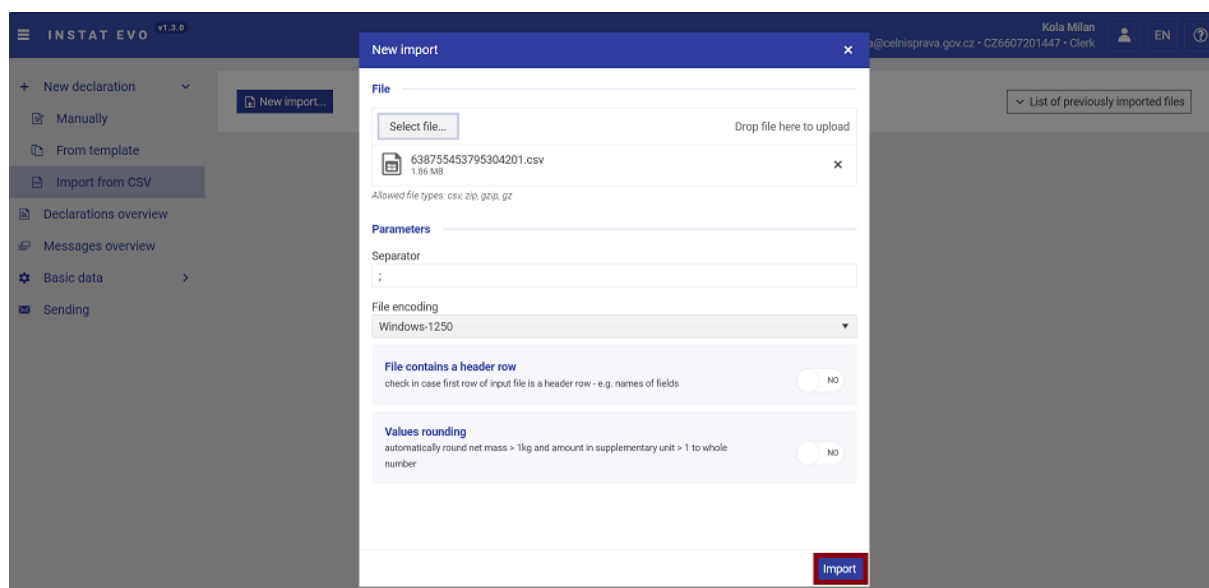 INSTAT EVO v1.3.0
Kola Milan
a@celnisprava.gov.cz • CZ6607201447 • Clerk
EN
New declaration
Manually
From template
Import from CSV
Declarations overview
Messages overview
Basic data
Sending
New import...
List of previously imported files
New import
File
Select file...
Drop file here to upload
638755453795304201.csv
1.86 MB
Allowed file types: csv, zip, gzip, gz
Parameters
Separator
;
File encoding
Windows-1250
File contains a header row
check in case first row of input file is a header row - e.g. names of fields
NO
Values rounding
automatically round net mass > 1kg and amount in supplementary unit > 1 to whole
number
NO
Import